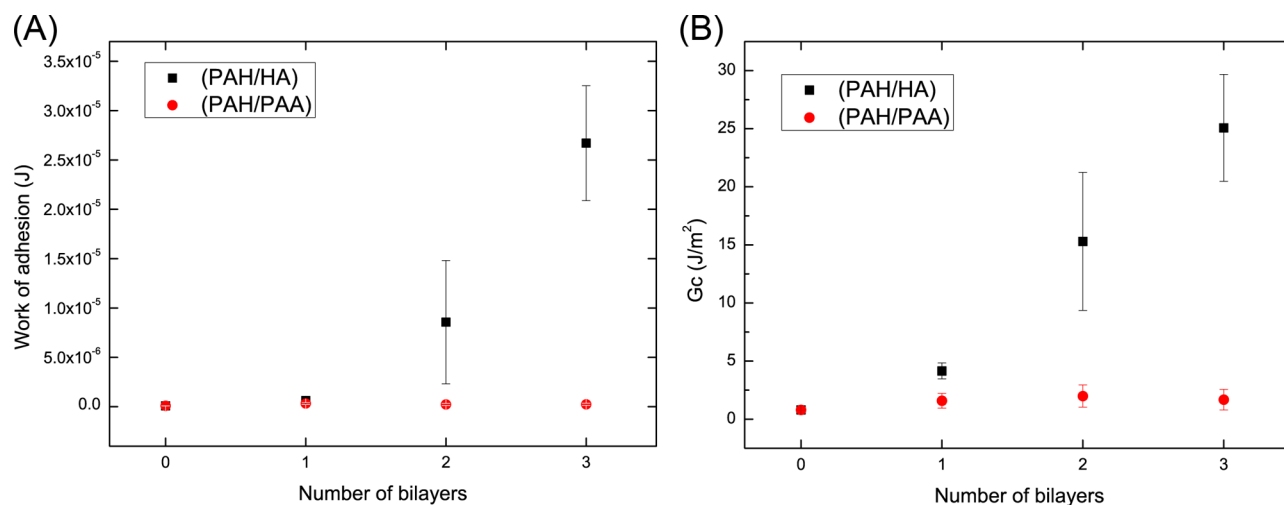 (A)
Work of adhesion (J)
3.5x10⁻⁵
3.0x10⁻⁵
2.5x10⁻⁵
2.0x10⁻⁵
1.5x10⁻⁵
1.0x10⁻⁵
5.0x10⁻⁶
0.0
(PAH/HA)
(PAH/PAA)
0 1 2 3
Number of bilayers
(B)
Gc (J/m²)
30
25
20
15
10
5
0
(PAH/HA)
(PAH/PAA)
0 1 2 3
Number of bilayers